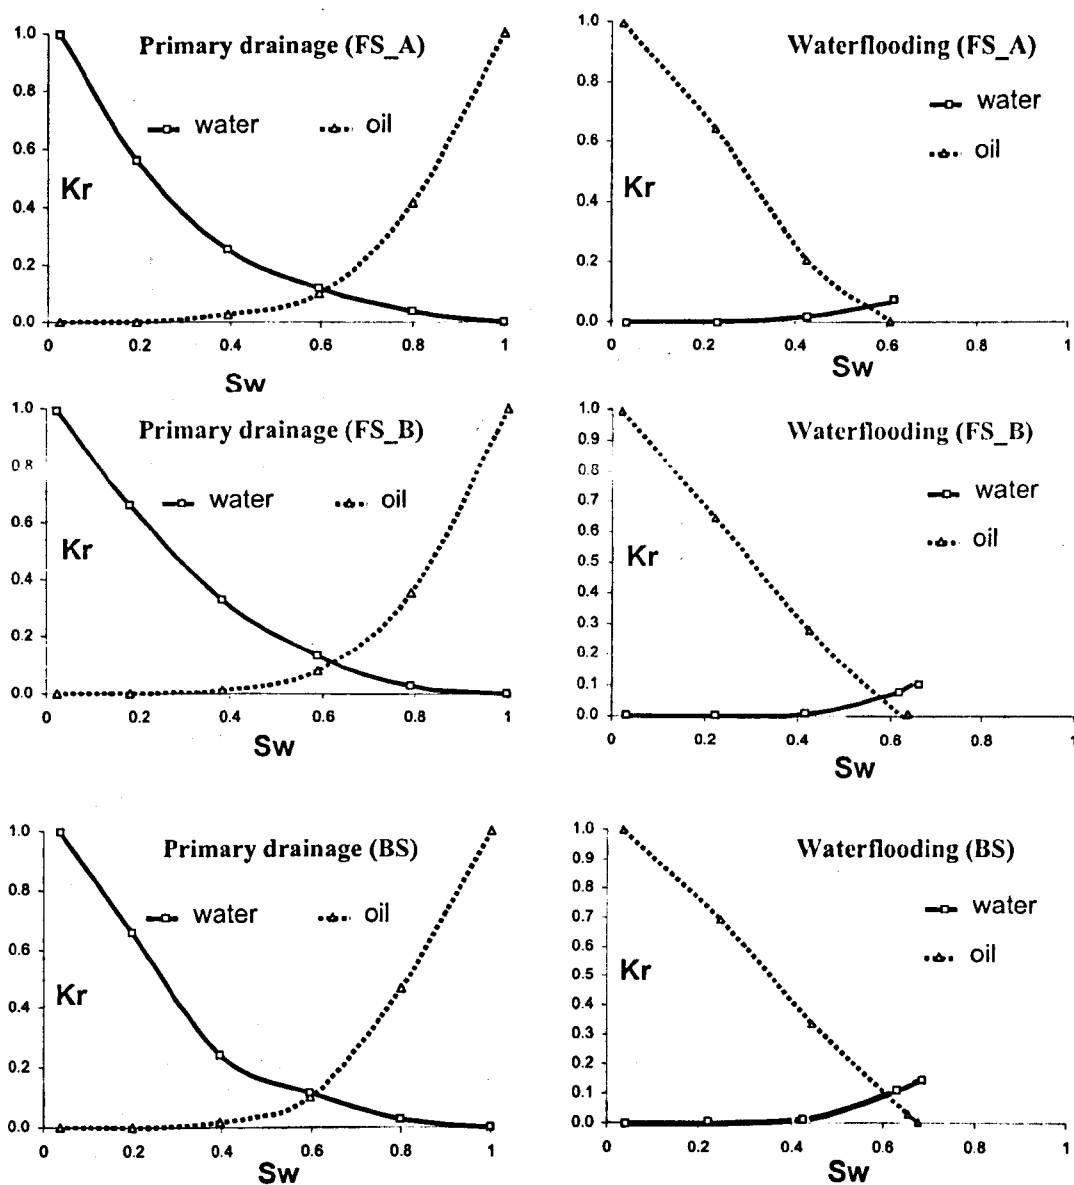 Primary drainage (FS_A)
water
oil
Kr
1.0
0.8
0.6
0.4
0.2
0.0
0
0.2
0.4
0.6
0.8
1
Sw
Waterflooding (FS_A)
water
oil
Kr
1.0
0.8
0.6
0.4
0.2
0.0
0
0.2
0.4
0.6
0.8
1
Sw
Primary drainage (FS_B)
water
oil
Kr
1.0
0.8
0.6
0.4
0.2
0.0
0
0.2
0.4
0.6
0.8
1
Sw
Waterflooding (FS_B)
water
oil
Kr
1.0
0.9
0.8
0.7
0.6
0.5
0.4
0.3
0.2
0.1
0.0
0
0.2
0.4
0.6
0.8
1
Sw
Primary drainage (BS)
water
oil
Kr
1.0
0.8
0.6
0.4
0.2
0.0
0
0.2
0.4
0.6
0.8
1
Sw
Waterflooding (BS)
water
oil
Kr
1.0
0.9
0.8
0.7
0.6
0.5
0.4
0.3
0.2
0.1
0.0
0
0.2
0.4
0.6
0.8
1
Sw